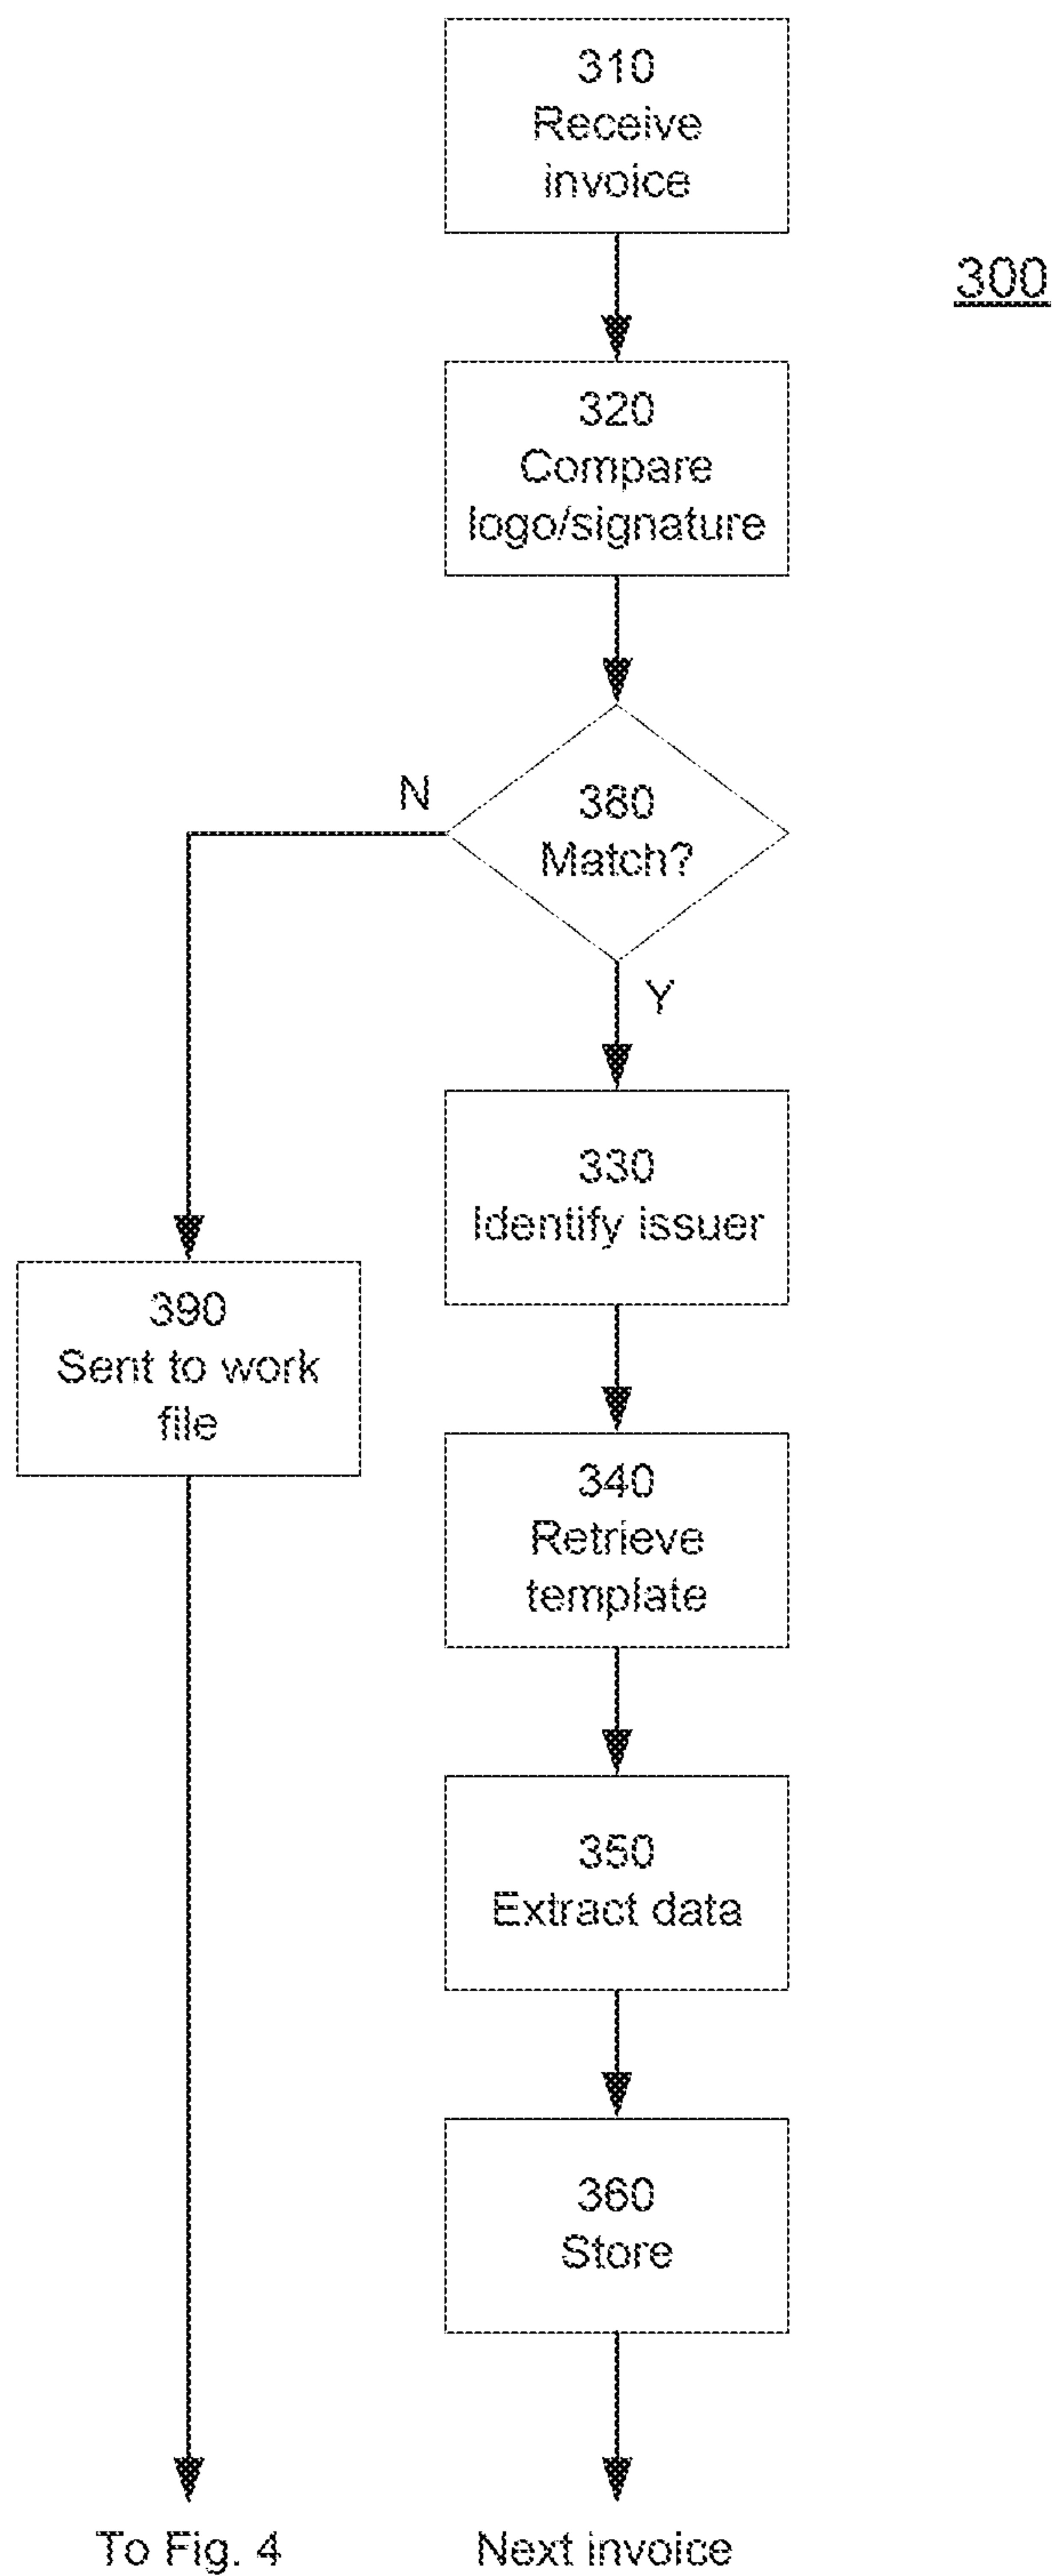 310
Receive
invoice
300
320
Compare
logo/signature
N
380
Match?
Y
330
Identify issuer
390
Sent to work
file
340
Retrieve
template
350
Extract data
360
Store
To Fig. 4
Next invoice